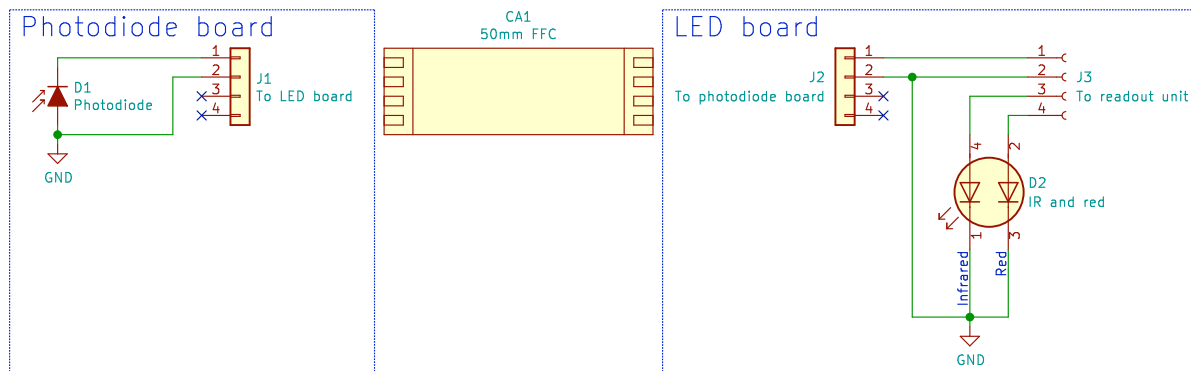 Photodiode board
D1
Photodiode
GND
1
2
3
4
J1
To LED board
CA1
50mm FFC
LED board
J2
To photodiode board
1
2
3
4
1
2
3
4
J3
To readout unit
4
2
D2
IR and red
1
3
Infrared
Red
GND